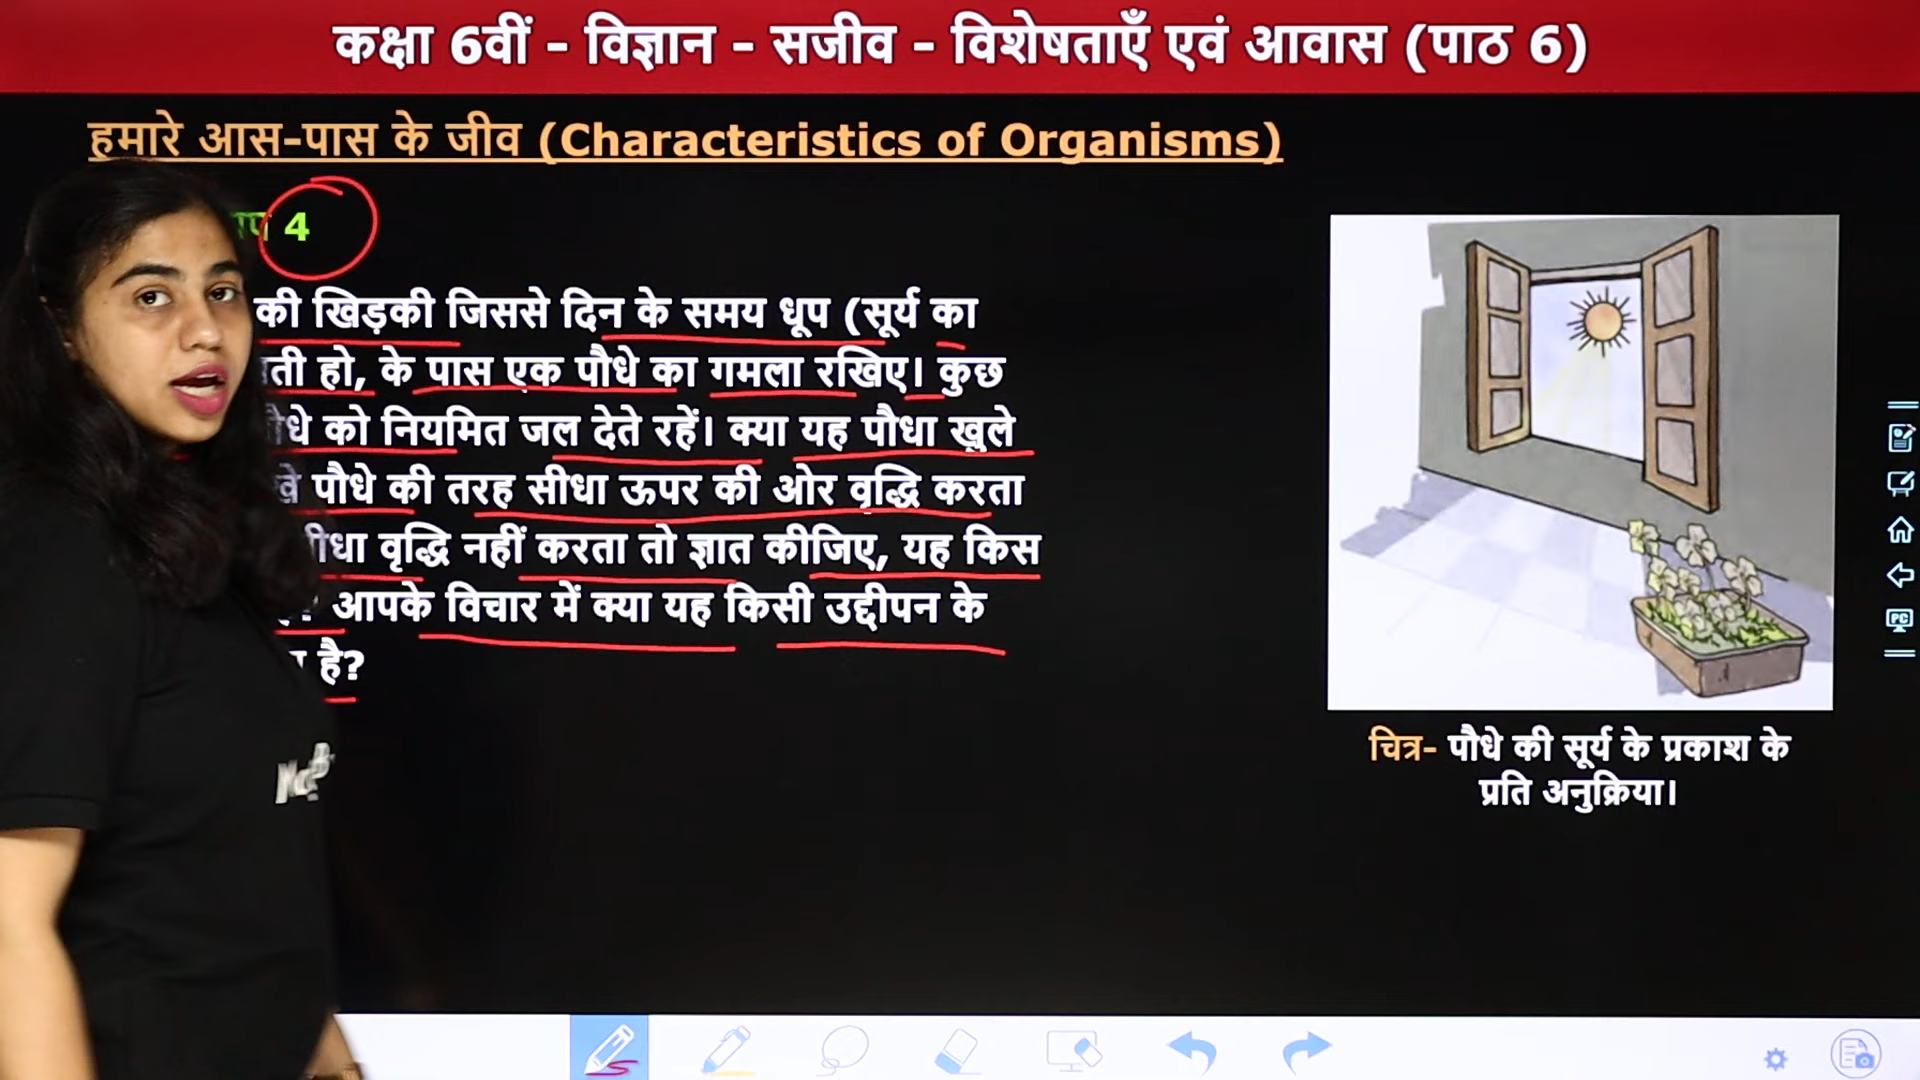 कक्षा 6वीं - विज्ञान - सजीव - विशेषताएँ एवं आवास (पाठ 6)
हमारे आस-पास के जीव (Characteristics of Organisms)
4
की खिड़की जिससे दिन के समय धूप (सूर्य का
हो, के पास एक पौधे का गमला रखिए। कुछ
को नियमित जल देते रहें। क्या यह पौधा खुले
पौधे की तरह सीधा ऊपर की ओर वृद्धि करता
वृद्धि नहीं करता तो ज्ञात कीजिए, यह किस
आपके विचार में क्या यह किसी उद्दीपन के
है?
चित्र- पौधे की सूर्य के प्रकाश के
प्रति अनुक्रिया।
PC